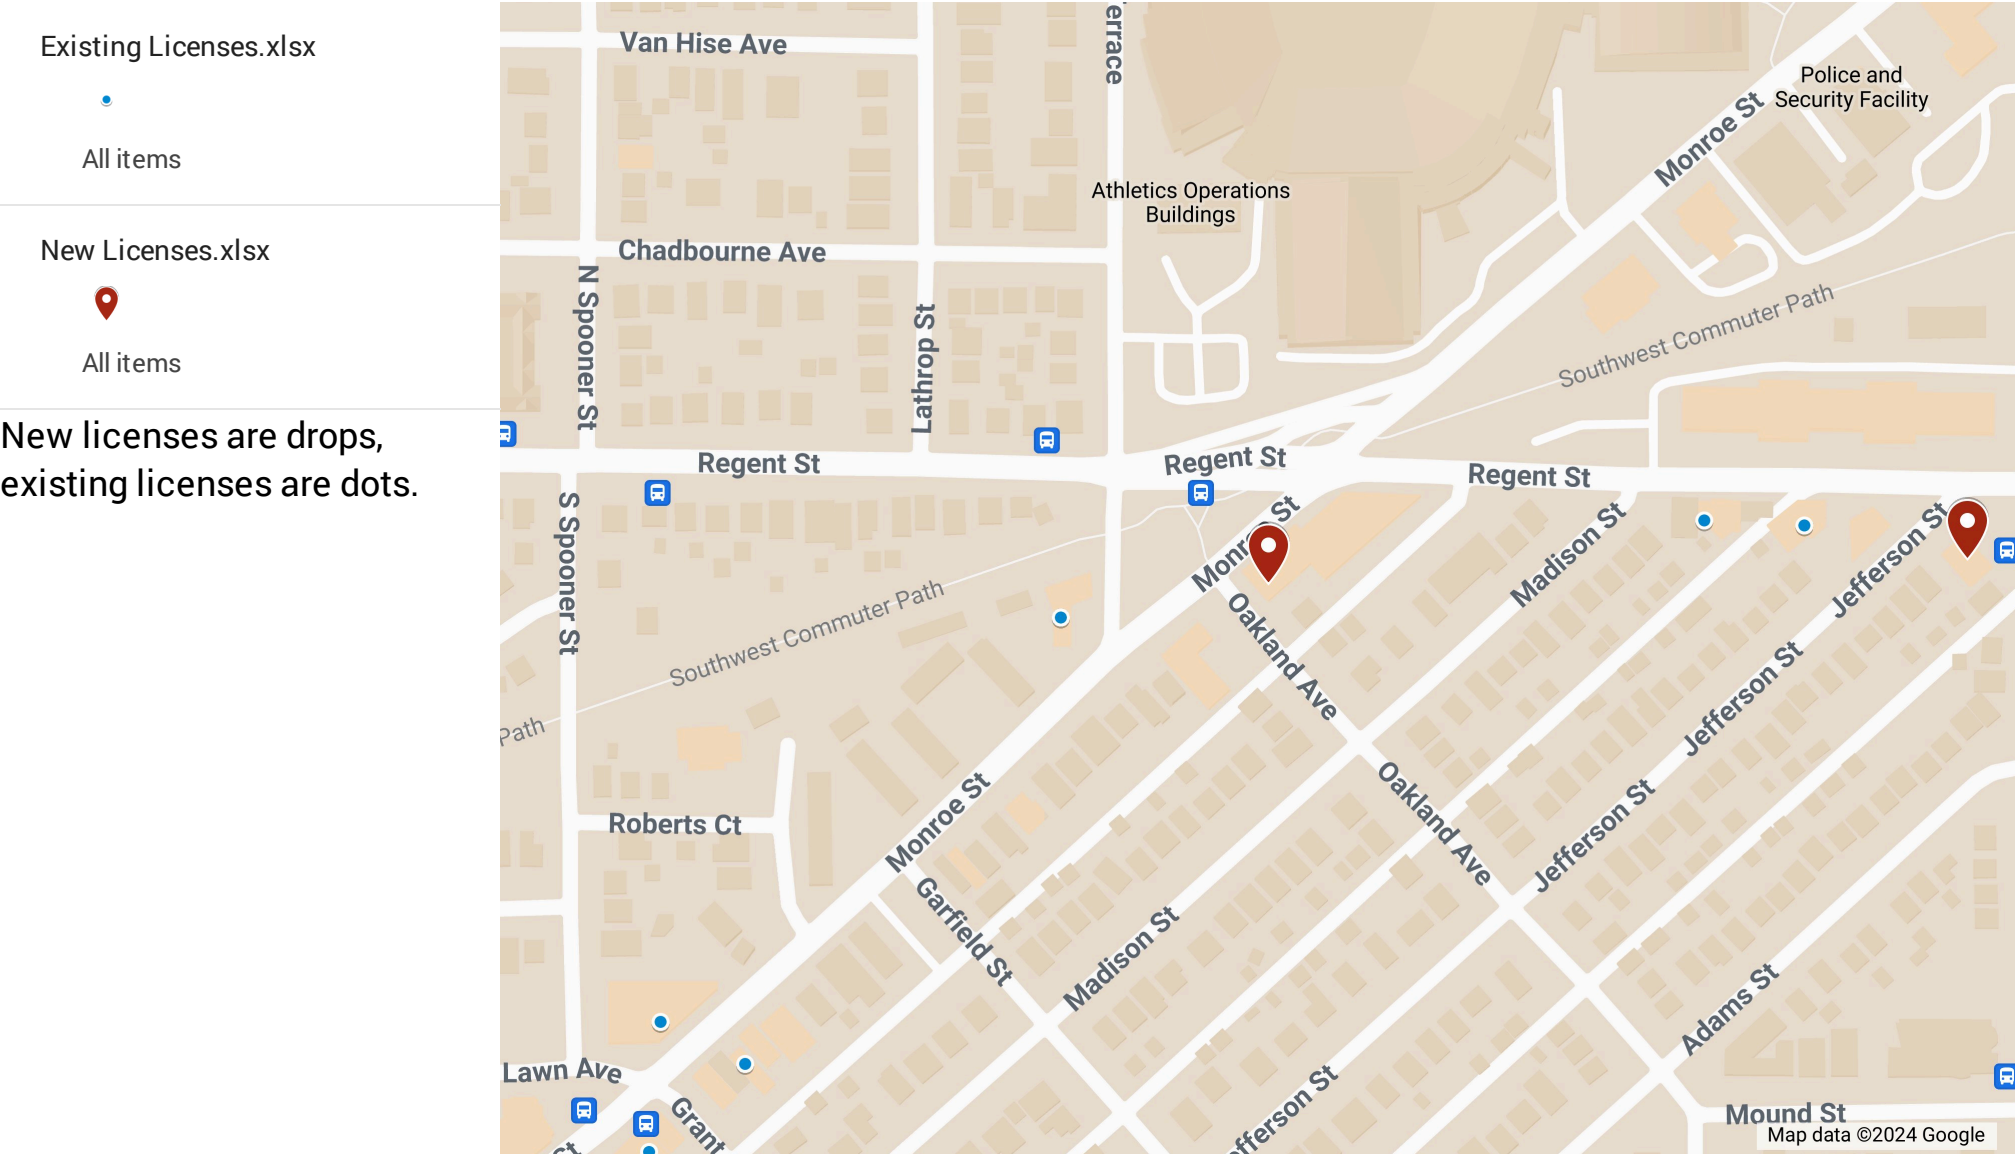 Existing Licenses.xlsx
All items
New Licenses.xlsx
All items
New licenses are drops,
existing licenses are dots.
Van Hise Ave
errace
Police and
Security Facility
Monroe St
Athletics Operations
Buildings
Chadbourne Ave
N Spooner St
Lathrop St
Southwest Commuter Path
Regent St
Regent St
Regent St
S Spooner St
Monroe St
Madison St
Jefferson St
Southwest Commuter Path
Oakland Ave
Path
Jefferson St
Roberts Ct
Monroe St
Oakland Ave
Jefferson St
Garfield St
Madison St
Adams St
Lawn Ave
Grant
efferson St
St
Mound St
Map data ©2024 Google